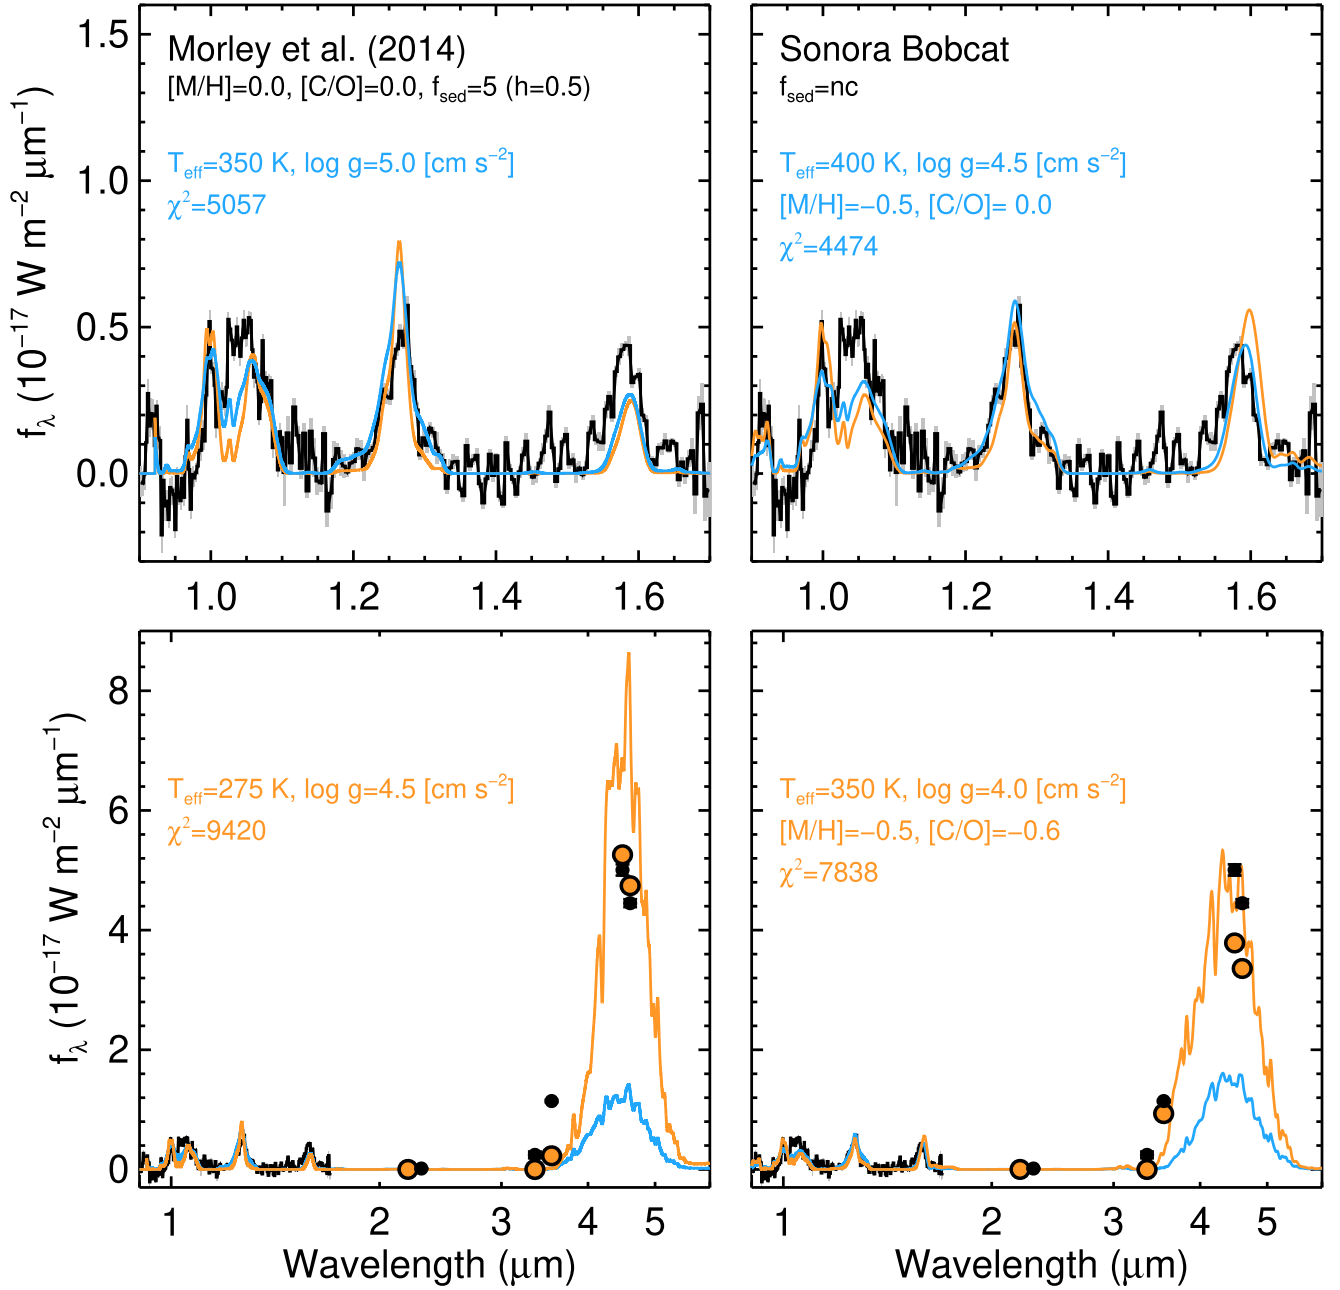 Morley et al. (2014)
[M/H]=0.0, [C/O]=0.0, fsed=5 (h=0.5)
Teff=350 K, log g=5.0 [cm s−2]
χ2=5057
1.5
1.0
0.5
0.0
fλ (10−17 W m−2 μm−1)
1.0 1.2 1.4 1.6
Sonora Bobcat
fsed=nc
Teff=400 K, log g=4.5 [cm s−2]
[M/H]=−0.5, [C/O]= 0.0
χ2=4474
1.0 1.2 1.4 1.6
Teff=275 K, log g=4.5 [cm s−2]
χ2=9420
8
6
4
2
0
fλ (10−17 W m−2 μm−1)
1 2 3 4 5
Wavelength (μm)
Teff=350 K, log g=4.0 [cm s−2]
[M/H]=−0.5, [C/O]=−0.6
χ2=7838
1 2 3 4 5
Wavelength (μm)